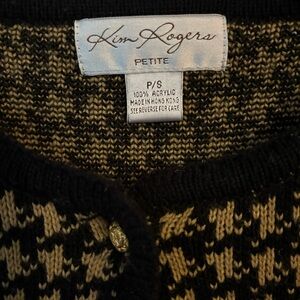 Kim Rogers
PETITE
P/S
100% ACRYLIC
MADE IN HONG KONG
SEE REVERSE FOR CARE